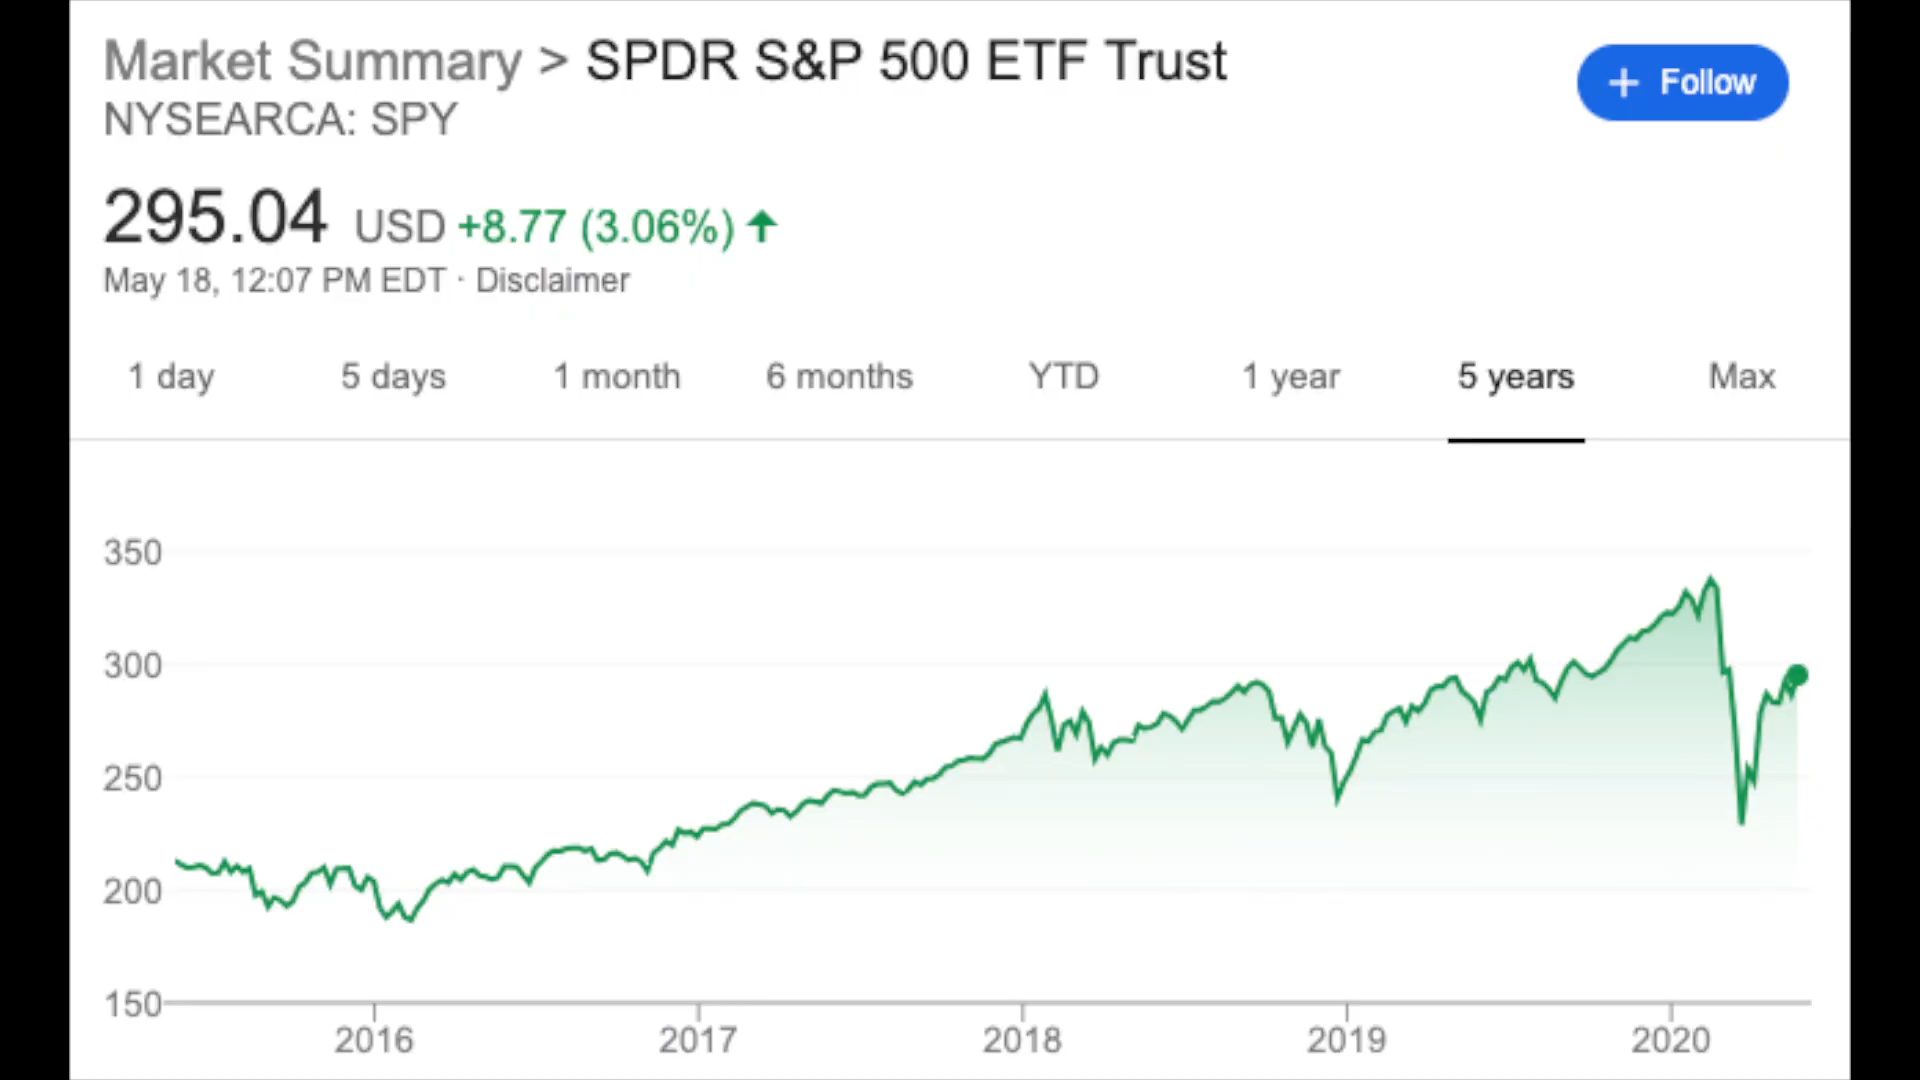 Market Summary > SPDR S&P 500 ETF Trust
NYSEARCA: SPY
+ Follow
295.04 USD +8.77 (3.06%)
May 18, 12:07 PM EDT · Disclaimer
1 day 5 days 1 month 6 months YTD 1 year 5 years Max
350
300
250
200
150
2016 2017 2018 2019 2020